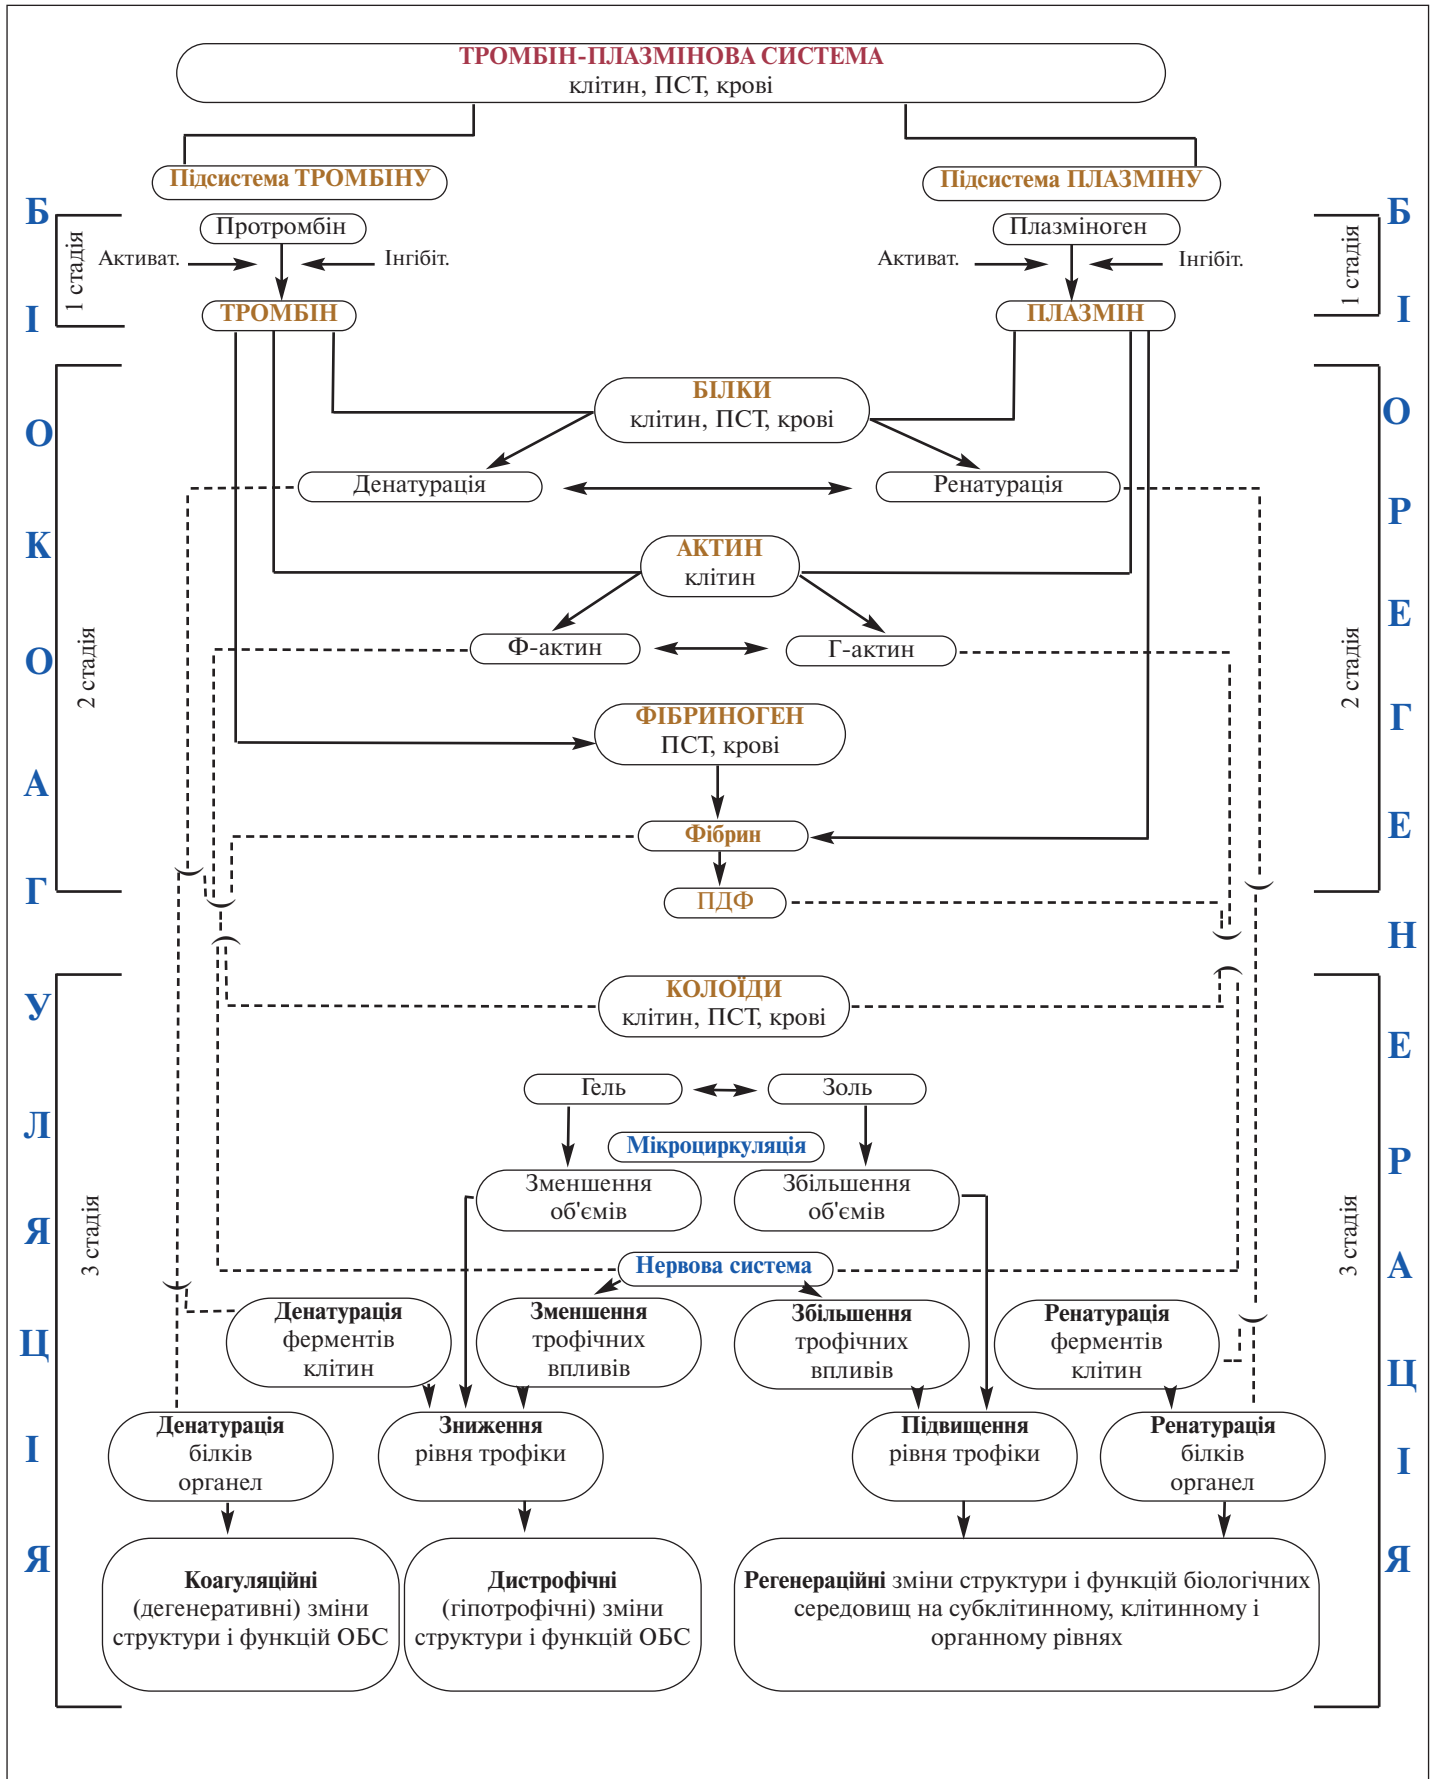 ТРОМБІН-ПЛАЗМІНОВА СИСТЕМА
клітин, ПСТ, крові
Підсистема ТРОМБІНУ
Підсистема ПЛАЗМІНУ
БІОКОАГУЛЯЦІЯ
БІОРЕГЕНЕРАЦІЯ
1 стадія
Протромбін
Активат.
Інгібіт.
ТРОМБІН
Плазміноген
Активат.
Інгібіт.
ПЛАЗМІН
1 стадія
2 стадія
БІЛКИ
клітин, ПСТ, крові
Денатурація
Ренатурація
АКТИН
клітин
Ф-актин
Г-актин
ФІБРИНОГЕН
ПСТ, крові
Фібрин
ПДФ
2 стадія
3 стадія
КОЛОЇДИ
клітин, ПСТ, крові
Гель
Золь
Мікроциркуляція
Зменшення
об'ємів
Збільшення
об'ємів
Нервова система
Денатурація
ферментів
клітин
Зменшення
трофічних
впливів
Збільшення
трофічних
впливів
Ренатурація
ферментів
клітин
Денатурація
білків
органел
Зниження
рівня трофіки
Підвищення
рівня трофіки
Ренатурація
білків
органел
Коагуляційні
(дегенеративні) зміни
структури і функцій ОБС
Дистрофічні
(гіпотрофічні) зміни
структури і функцій ОБС
Регенераційні зміни структури і функцій біологічних
середовищ на субклітинному, клітинному і
органному рівнях
3 стадія